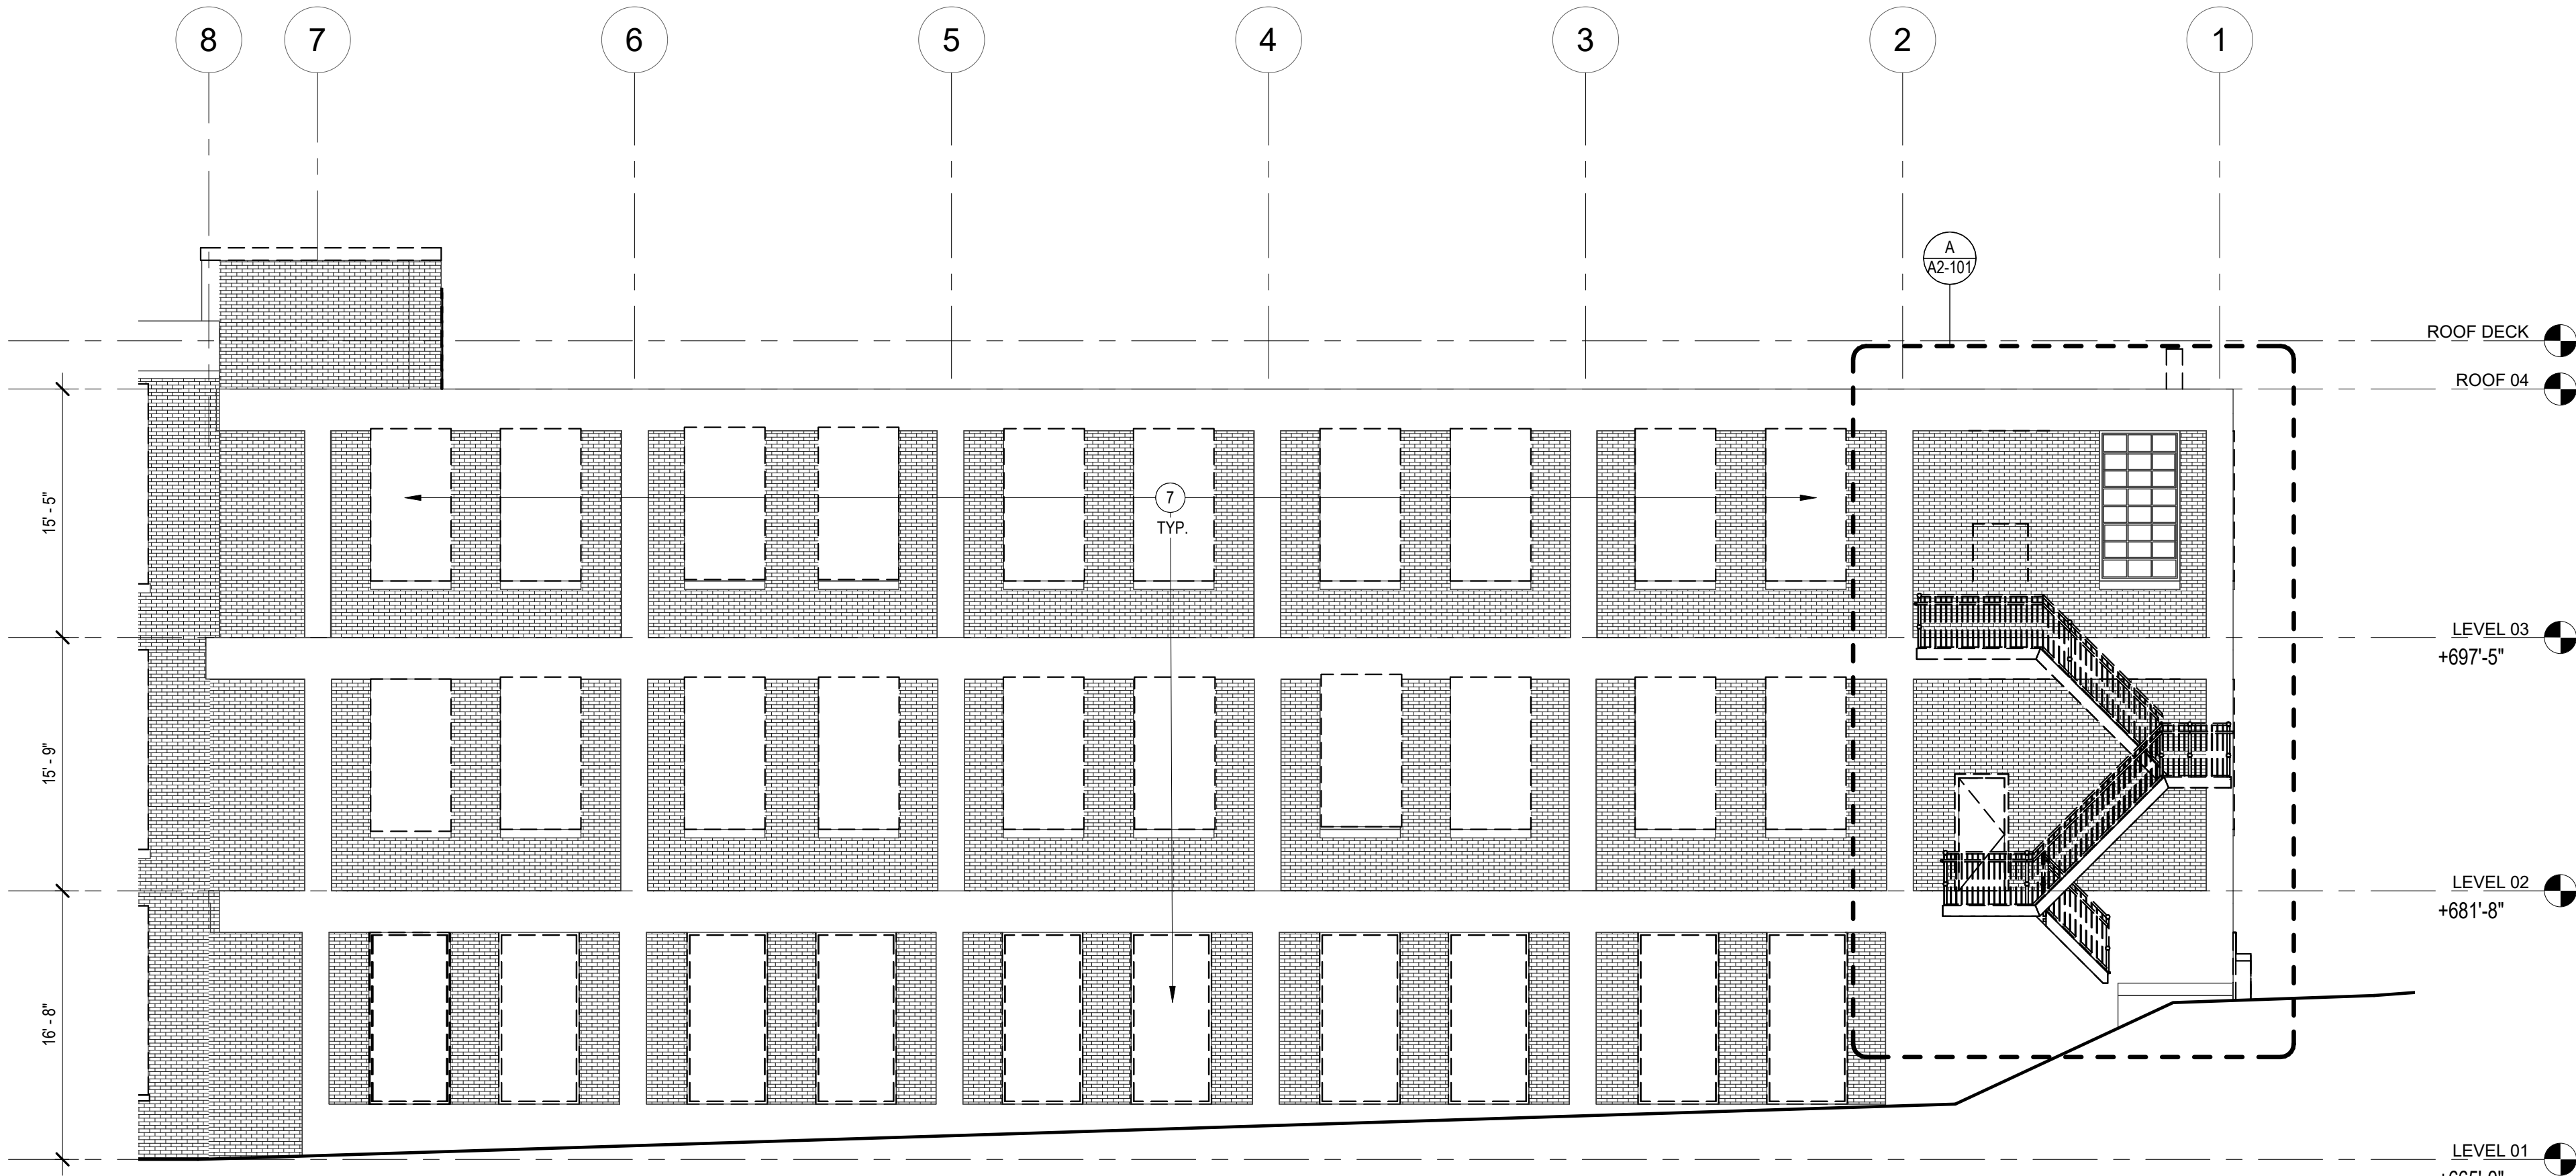 8 7 6 5 4 3 2 1
A
A2-101
ROOF DECK
ROOF 04
15' - 5"
7
TYP.
LEVEL 03
+697'-5"
15' - 9"
LEVEL 02
+681'-8"
16' - 8"
LEVEL 01